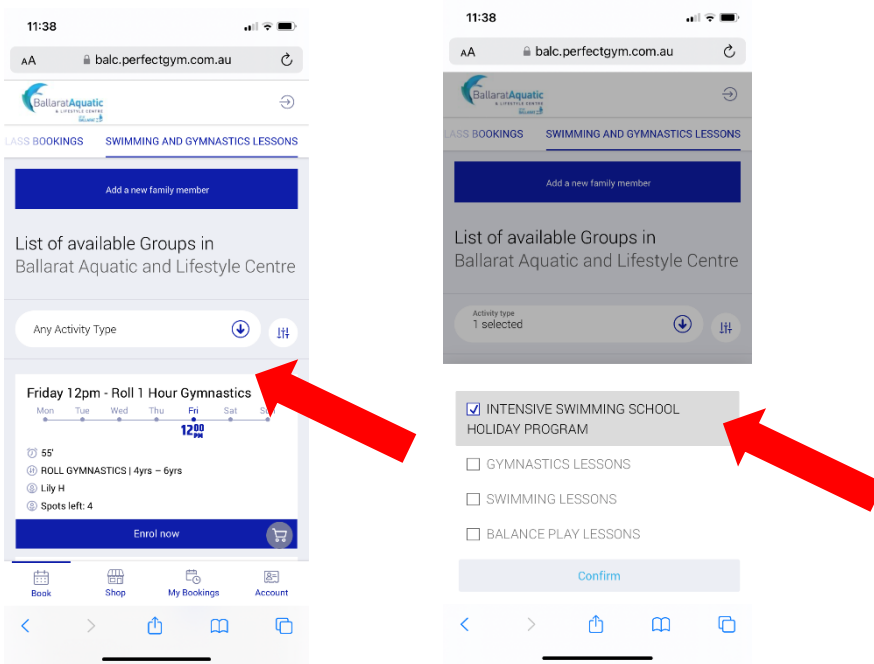 11:38
AA balc.perfectgym.com.au
BallaratAquatic
& LIFESTYLE CENTRE
LASS BOOKINGS SWIMMING AND GYMNASTICS LESSONS
Add a new family member
List of available Groups in
Ballarat Aquatic and Lifestyle Centre
Any Activity Type
Friday 12pm - Roll 1 Hour Gymnastics
Mon Tue Wed Thu Fri Sat
12 00 PM
55'
ROLL GYMNASTICS | 4yrs – 6yrs
Lily H
Spots left: 4
Enrol now
Book Shop My Bookings Account
11:38
AA balc.perfectgym.com.au
BallaratAquatic
& LIFESTYLE CENTRE
LASS BOOKINGS SWIMMING AND GYMNASTICS LESSONS
Add a new family member
List of available Groups in
Ballarat Aquatic and Lifestyle Centre
Activity type
1 selected
INTENSIVE SWIMMING SCHOOL
HOLIDAY PROGRAM
GYMNASTICS LESSONS
SWIMMING LESSONS
BALANCE PLAY LESSONS
Confirm